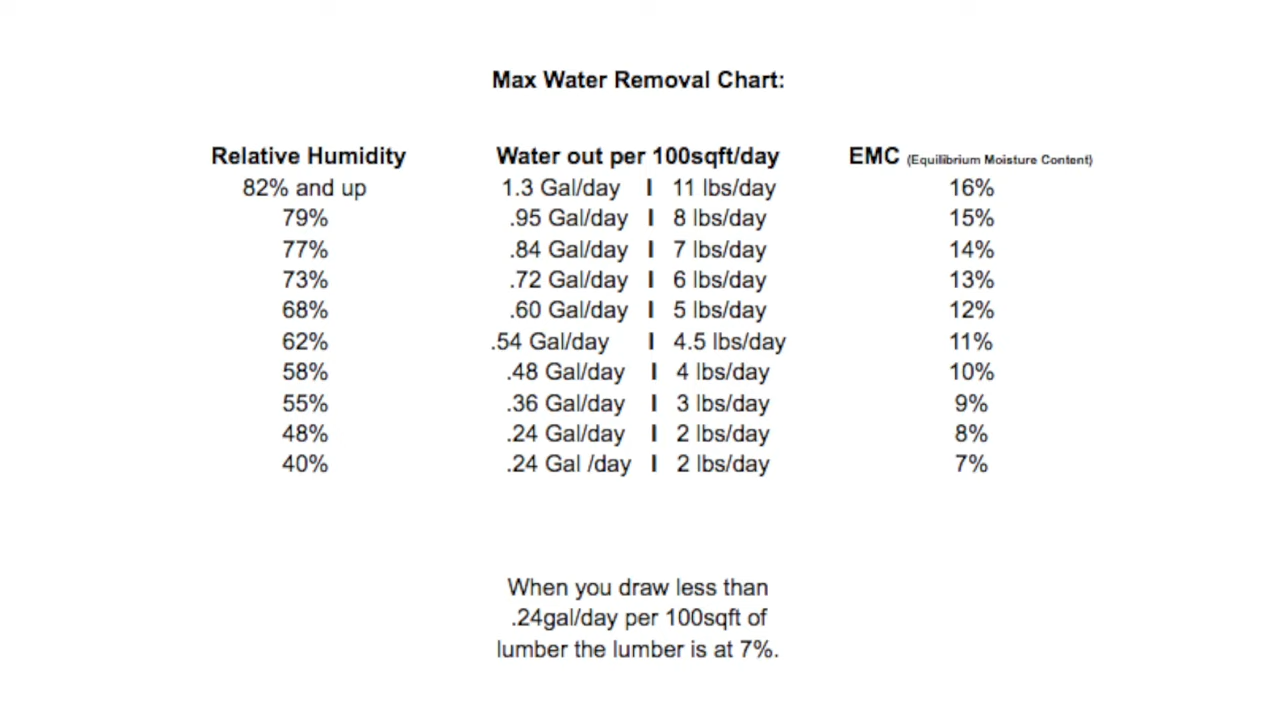 Max Water Removal Chart:
Relative Humidity Water out per 100sqft/day EMC (Equilibrium Moisture Content)
82% and up 1.3 Gal/day I 11 lbs/day 16%
79% .95 Gal/day I 8 lbs/day 15%
77% .84 Gal/day I 7 lbs/day 14%
73% .72 Gal/day I 6 lbs/day 13%
68% .60 Gal/day I 5 lbs/day 12%
62% .54 Gal/day I 4.5 lbs/day 11%
58% .48 Gal/day I 4 lbs/day 10%
55% .36 Gal/day I 3 lbs/day 9%
48% .24 Gal/day I 2 lbs/day 8%
40% .24 Gal /day I 2 lbs/day 7%
When you draw less than
.24gal/day per 100sqft of
lumber the lumber is at 7%.